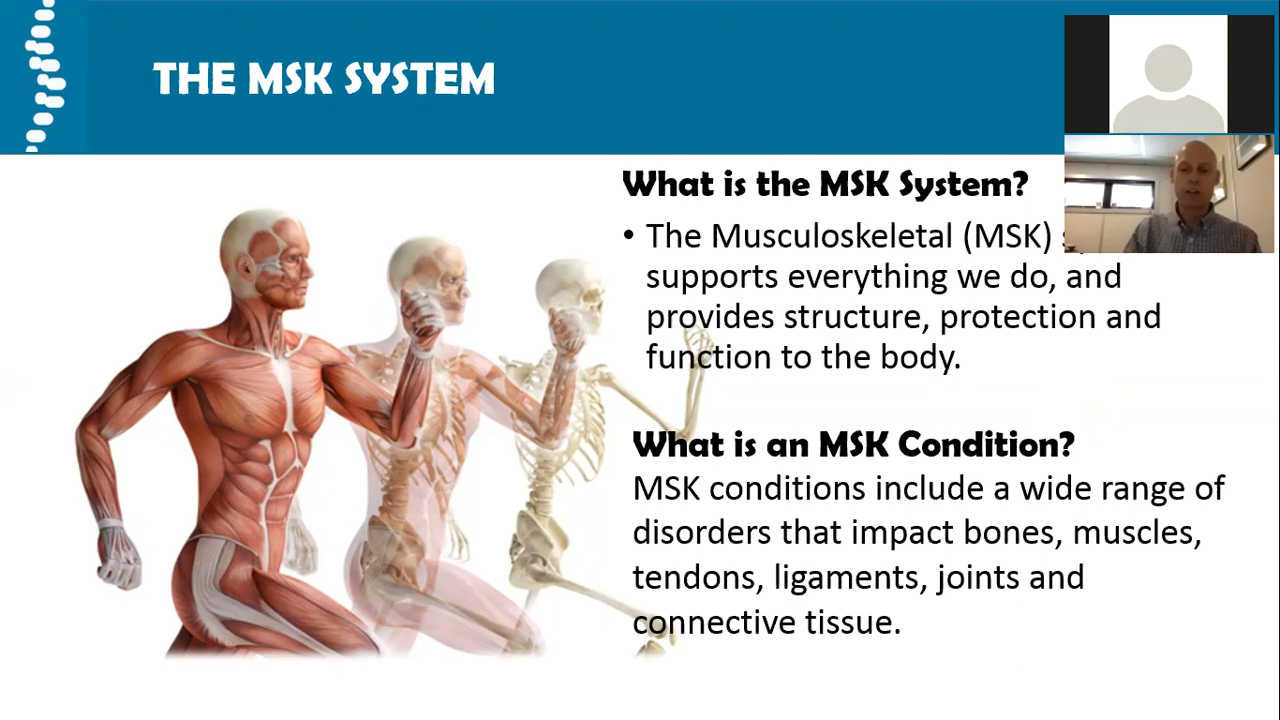 THE MSK SYSTEM
What is the MSK System?
• The Musculoskeletal (MSK)
supports everything we do, and
provides structure, protection and
function to the body.
What is an MSK Condition?
MSK conditions include a wide range of
disorders that impact bones, muscles,
tendons, ligaments, joints and
connective tissue.